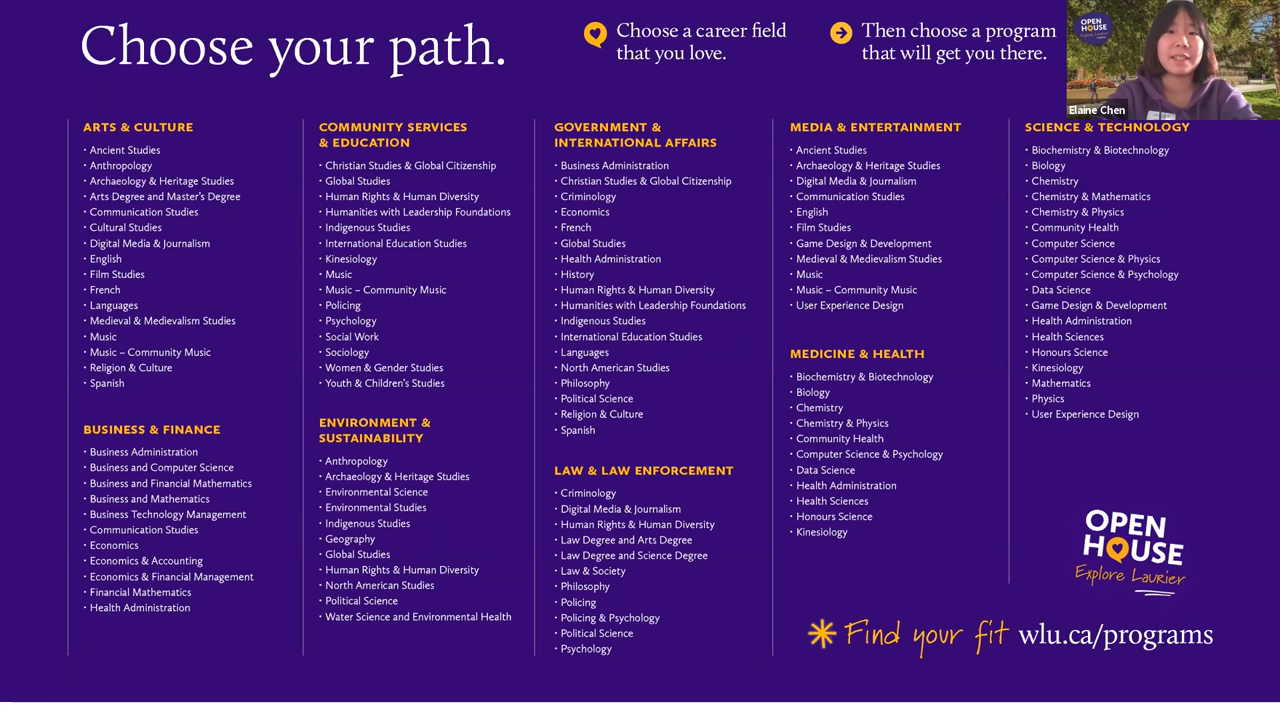 Choose your path.
Choose a career field
that you love.
Then choose a program
that will get you there.
OPEN
HOUSE
Explore Laurier
Elaine Chen
ARTS & CULTURE
· Ancient Studies
· Anthropology
· Archaeology & Heritage Studies
· Arts Degree and Master's Degree
· Communication Studies
· Cultural Studies
· Digital Media & Journalism
· English
· Film Studies
· French
· Languages
· Medieval & Medievalism Studies
· Music
· Music – Community Music
· Religion & Culture
· Spanish
BUSINESS & FINANCE
· Business Administration
· Business and Computer Science
· Business and Financial Mathematics
· Business and Mathematics
· Business Technology Management
· Communication Studies
· Economics
· Economics & Accounting
· Economics & Financial Management
· Financial Mathematics
· Health Administration
COMMUNITY SERVICES
& EDUCATION
· Christian Studies & Global Citizenship
· Global Studies
· Human Rights & Human Diversity
· Humanities with Leadership Foundations
· Indigenous Studies
· International Education Studies
· Kinesiology
· Music
· Music – Community Music
· Policing
· Psychology
· Social Work
· Sociology
· Women & Gender Studies
· Youth & Children's Studies
ENVIRONMENT &
SUSTAINABILITY
· Anthropology
· Archaeology & Heritage Studies
· Environmental Science
· Environmental Studies
· Indigenous Studies
· Geography
· Global Studies
· Human Rights & Human Diversity
· North American Studies
· Political Science
· Water Science and Environmental Health
GOVERNMENT &
INTERNATIONAL AFFAIRS
· Business Administration
· Christian Studies & Global Citizenship
· Criminology
· Economics
· French
· Global Studies
· Health Administration
· History
· Human Rights & Human Diversity
· Humanities with Leadership Foundations
· Indigenous Studies
· International Education Studies
· Languages
· North American Studies
· Philosophy
· Political Science
· Religion & Culture
· Spanish
LAW & LAW ENFORCEMENT
· Criminology
· Digital Media & Journalism
· Human Rights & Human Diversity
· Law Degree and Arts Degree
· Law Degree and Science Degree
· Law & Society
· Philosophy
· Policing
· Policing & Psychology
· Political Science
· Psychology
MEDIA & ENTERTAINMENT
· Ancient Studies
· Archaeology & Heritage Studies
· Digital Media & Journalism
· Communication Studies
· English
· Film Studies
· Game Design & Development
· Medieval & Medievalism Studies
· Music
· Music – Community Music
· User Experience Design
MEDICINE & HEALTH
· Biochemistry & Biotechnology
· Biology
· Chemistry
· Chemistry & Physics
· Community Health
· Computer Science & Psychology
· Data Science
· Health Administration
· Health Sciences
· Honours Science
· Kinesiology
SCIENCE & TECHNOLOGY
· Biochemistry & Biotechnology
· Biology
· Chemistry
· Chemistry & Mathematics
· Chemistry & Physics
· Community Health
· Computer Science
· Computer Science & Physics
· Computer Science & Psychology
· Data Science
· Game Design & Development
· Health Administration
· Health Sciences
· Honours Science
· Kinesiology
· Mathematics
· Physics
· User Experience Design
OPEN
HOUSE
Explore Laurier
Find your fit wlu.ca/programs